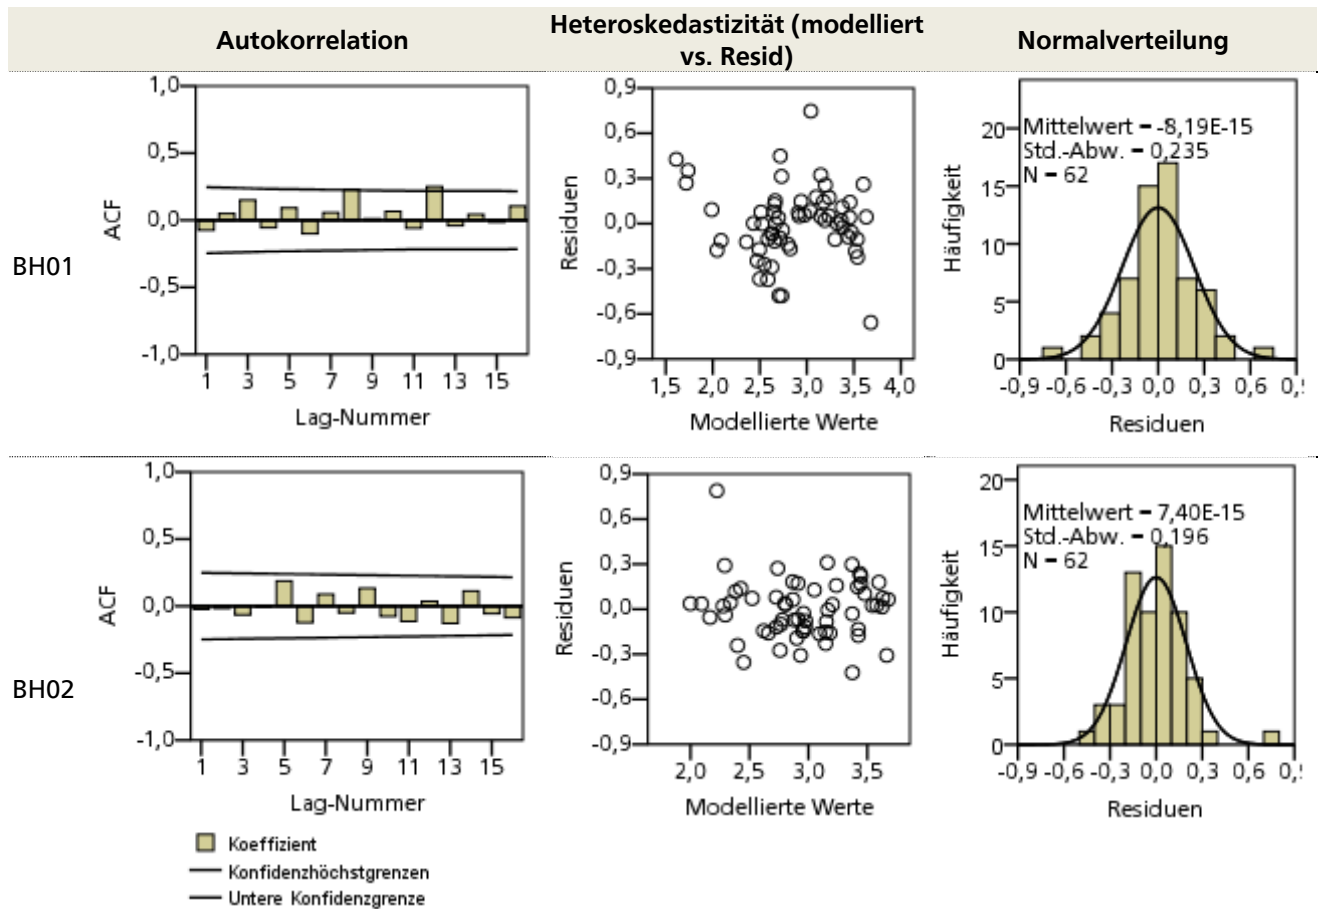 Autokorrelation
Heteroskedastizität (modelliert
vs. Resid)
Normalverteilung
BH01
ACF
1,0
0,5
0,0
-0,5
-1,0
1 3 5 7 9 11 13 15
Lag-Nummer
Residuen
0,9
0,6
0,3
0,0
-0,3
-0,6
-0,9
1,5 2,0 2,5 3,0 3,5 4,0
Modellierte Werte
Häufigkeit
20
15
10
5
0
Mittelwert = -8,19E-15
Std.-Abw. = 0,235
N = 62
-0,9 -0,6 -0,3 0,0 0,3 0,6
Residuen
BH02
ACF
1,0
0,5
0,0
-0,5
-1,0
1 3 5 7 9 11 13 15
Lag-Nummer
Residuen
0,9
0,6
0,3
0,0
-0,3
-0,6
-0,9
2,0 2,5 3,0 3,5
Modellierte Werte
Häufigkeit
20
15
10
5
0
Mittelwert = 7,40E-15
Std.-Abw. = 0,196
N = 62
-0,9 -0,6 -0,3 0,0 0,3 0,6
Residuen
Koeffizient
Konfidenzhöchstgrenzen
Untere Konfidenzgrenze